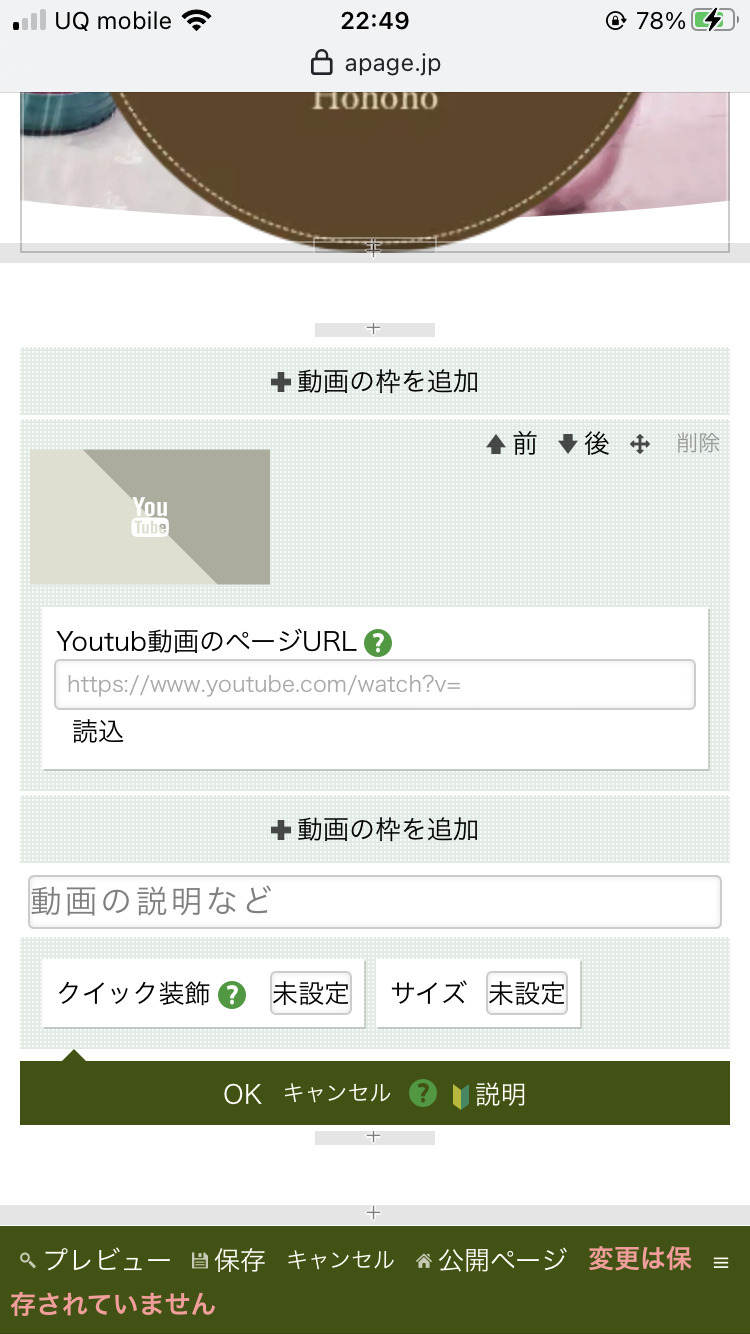 UQ mobile 22:49 78%
apage.jp
Honono
動画の枠を追加
前 後 削除
You
Tube
Youtub動画のページURL ?
https://www.youtube.com/watch?v=
読込
動画の枠を追加
動画の説明など
クイック装飾 ? 未設定 サイズ 未設定
OK キャンセル ? 説明
プレビュー 保存 キャンセル 公開ページ 変更は保
存されていません